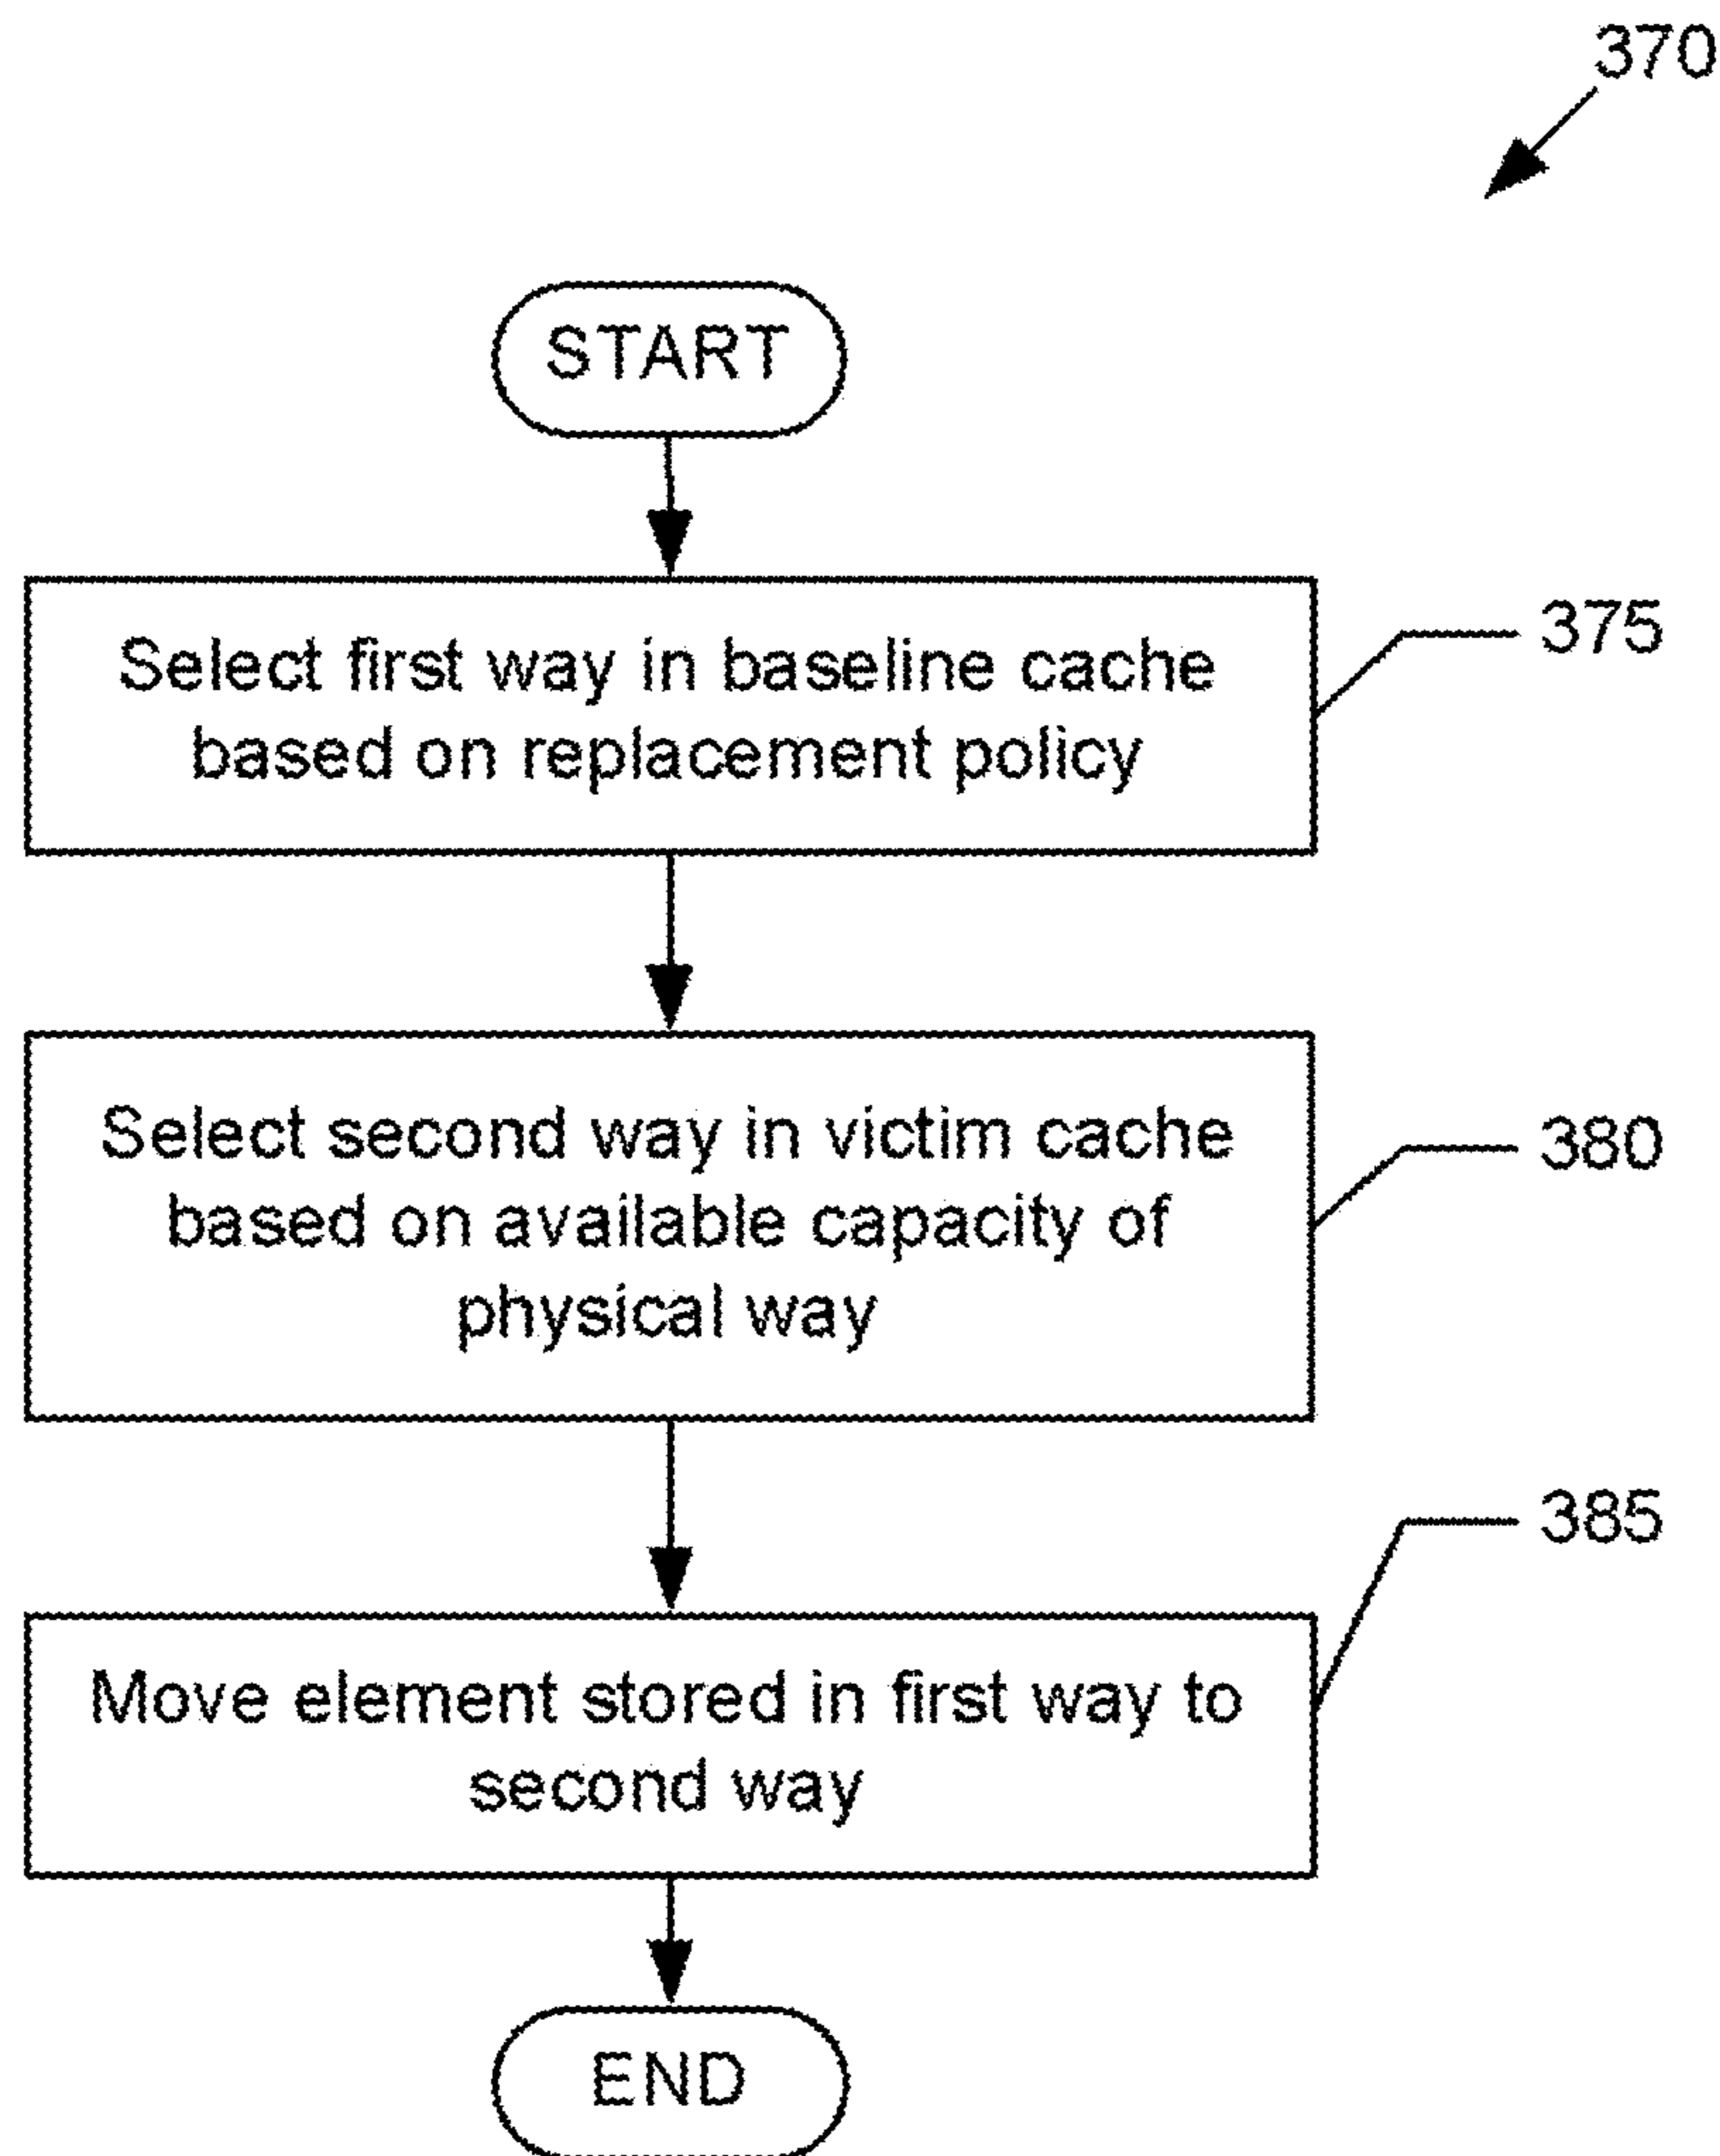 370
START
Select first way in baseline cache
based on replacement policy
375
Select second way in victim cache
based on available capacity of
physical way
380
Move element stored in first way to
second way
385
END